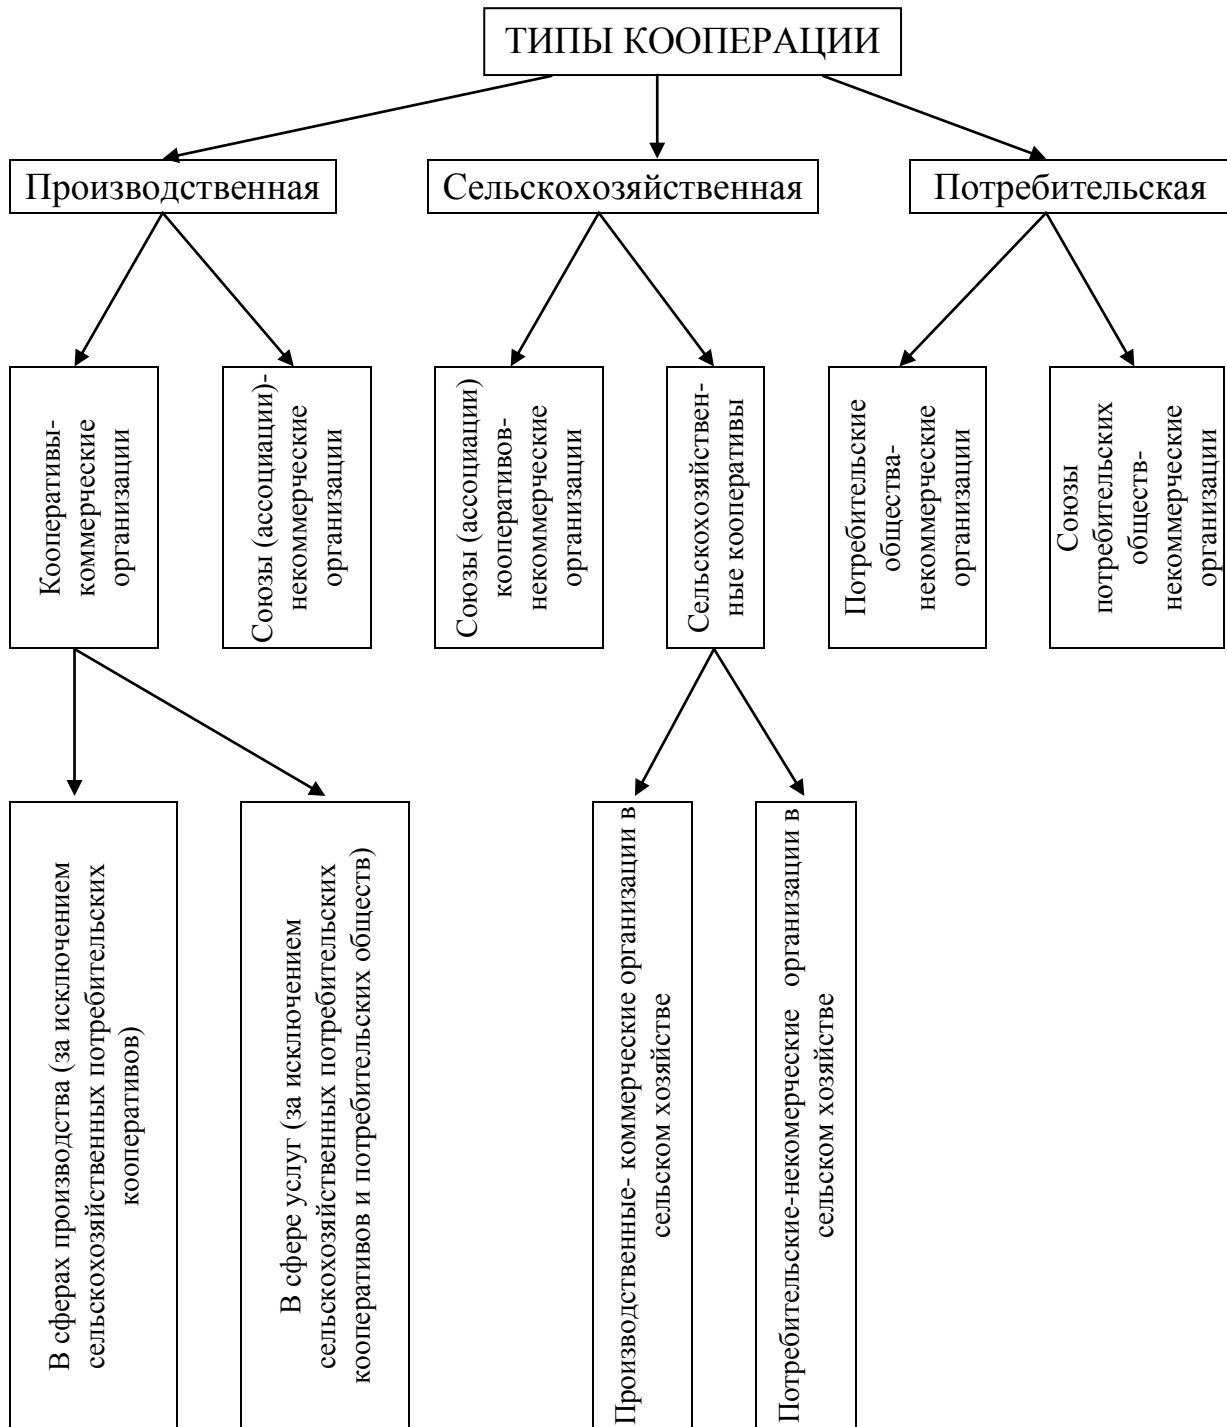 ТИПЫ КООПЕРАЦИИ
Производственная
Сельскохозяйственная
Потребительская
Кооперативы-
коммерческие
организации
Союзы (ассоциации)-
некоммерческие
организации
Союзы (ассоциации)
кооперативов-
некоммерческие
организации
Сельскохозяйствен-
ные кооперативы
Потребительские
общества-
некоммерческие
организации
Союзы
потребительских
обществ-
некоммерческие
организации
В сферах производства (за исключением
сельскохозяйственных потребительских
кооперативов)
В сфере услуг (за исключением
сельскохозяйственных потребительских
кооперативов и потребительских обществ)
Производственные- коммерческие организации в
сельском хозяйстве
Потребительские-некомерческие организации в
сельском хозяйстве